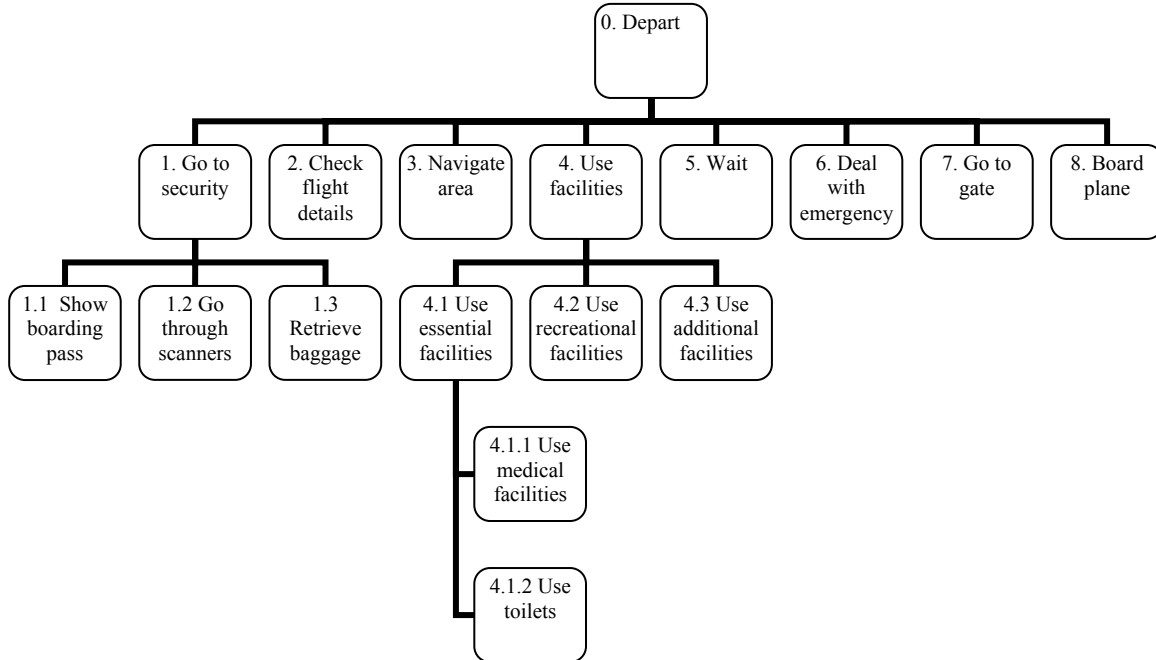 0. Depart
1. Go to
security
2. Check
flight
details
3. Navigate
area
4. Use
facilities
5. Wait
6. Deal
with
emergency
7. Go to
gate
8. Board
plane
1.1 Show
boarding
pass
1.2 Go
through
scanners
1.3
Retrieve
baggage
4.1 Use
essential
facilities
4.2 Use
recreational
facilities
4.3 Use
additional
facilities
4.1.1 Use
medical
facilities
4.1.2 Use
toilets